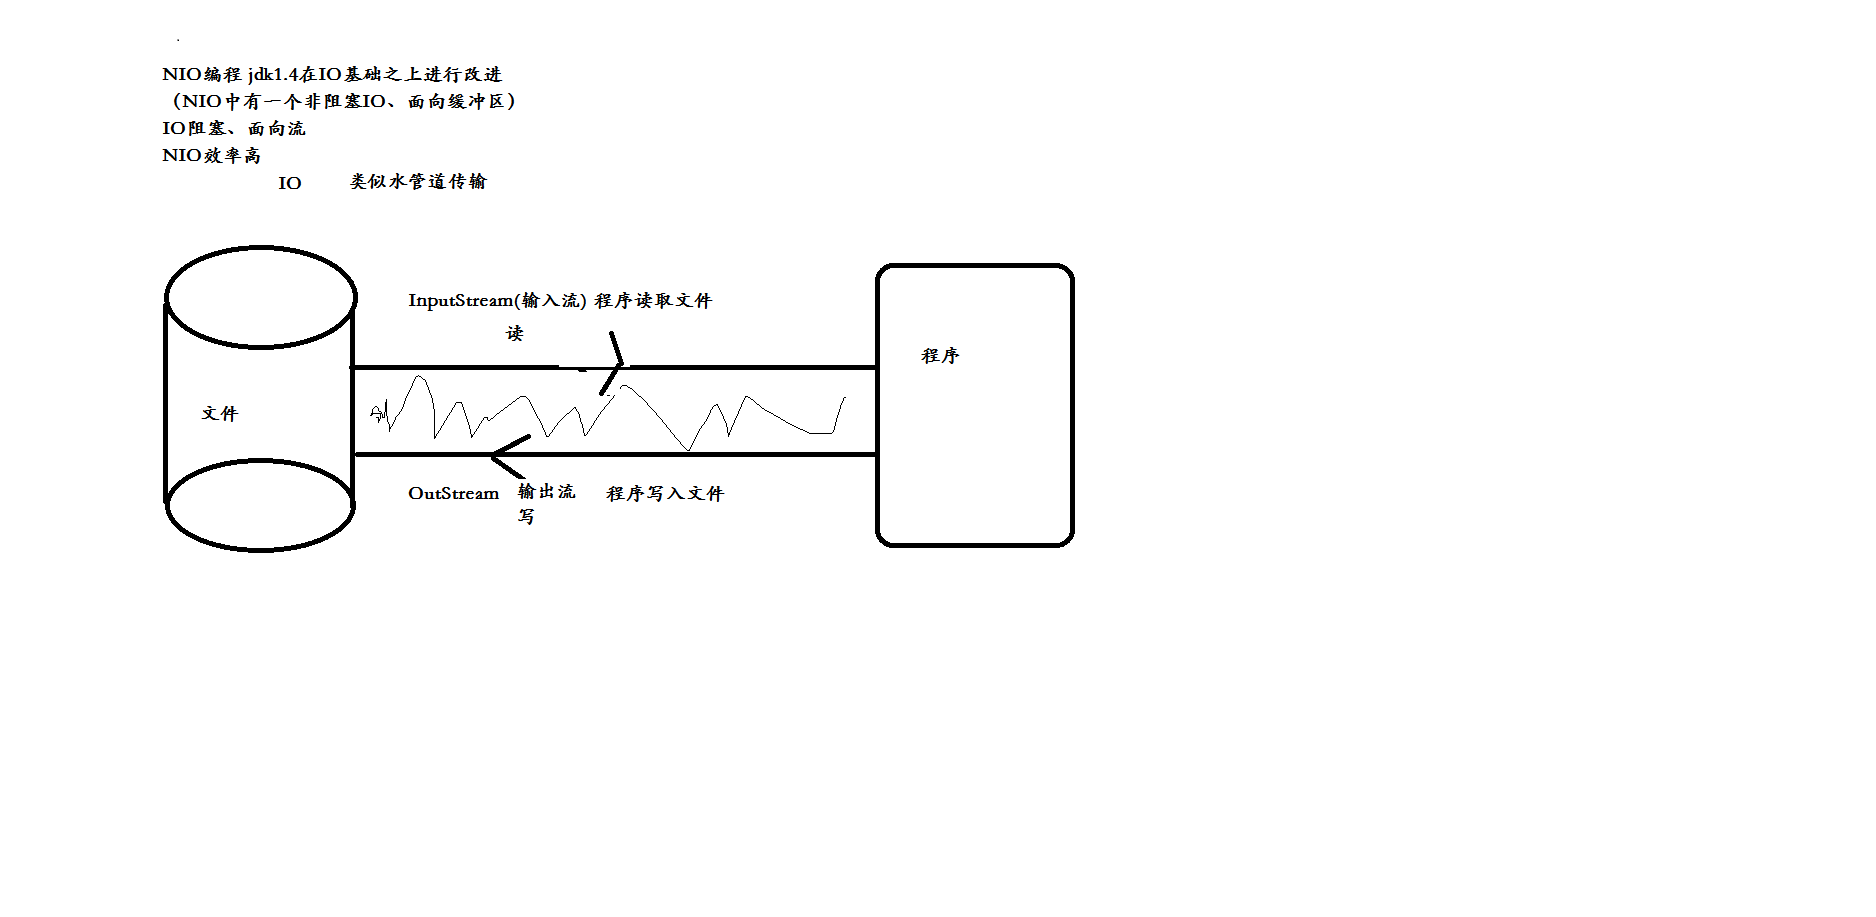 NIO编程 jdk1.4在IO基础之上进行改进
（NIO中有一个非阻塞IO、面向缓冲区）
IO阻塞、面向流
NIO效率高
IO 类似水管道传输
InputStream(输入流) 程序读取文件
读
程序
文件
OutStream 输出流 程序写入文件
写